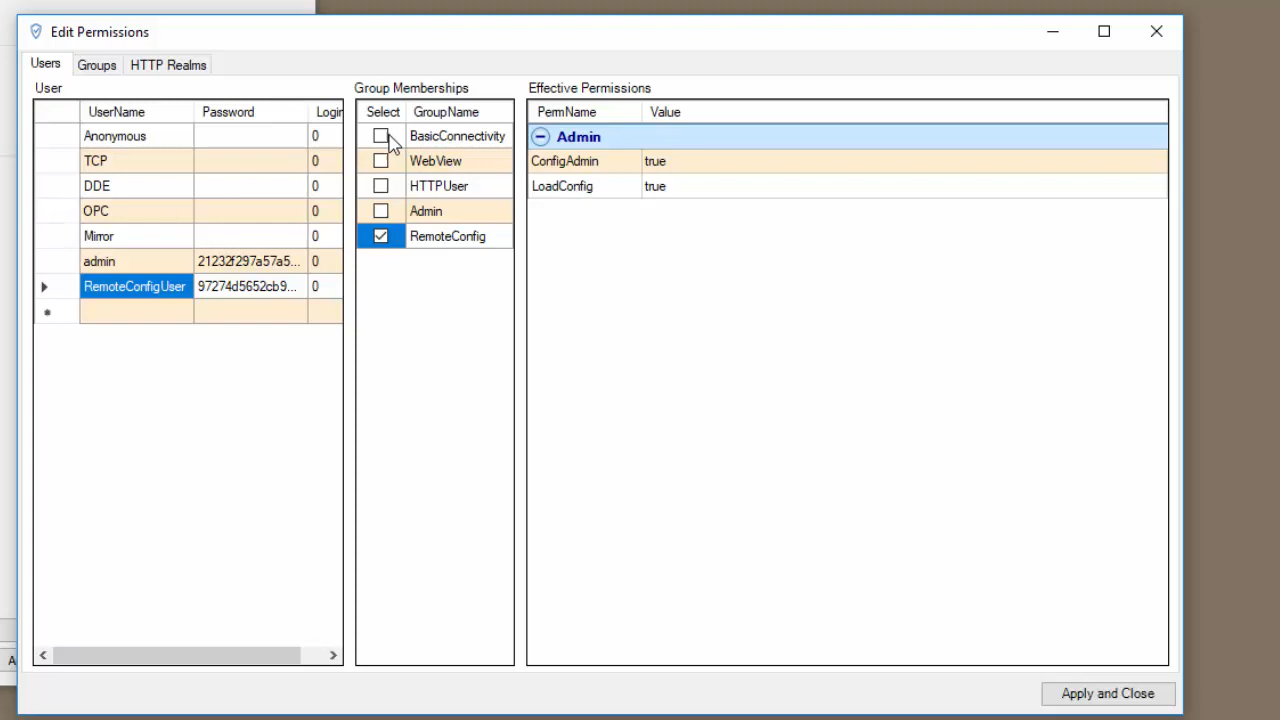 Edit Permissions
Users Groups HTTP Realms
User
UserName Password Login
Anonymous 0
TCP 0
DDE 0
OPC 0
Mirror 0
admin 21232f297a57a5... 0
RemoteConfigUser 97274d5652cb9... 0
Group Memberships
Select GroupName
BasicConnectivity
WebView
HTTPUser
Admin
RemoteConfig
Effective Permissions
PermName Value
Admin
ConfigAdmin true
LoadConfig true
A
Apply and Close